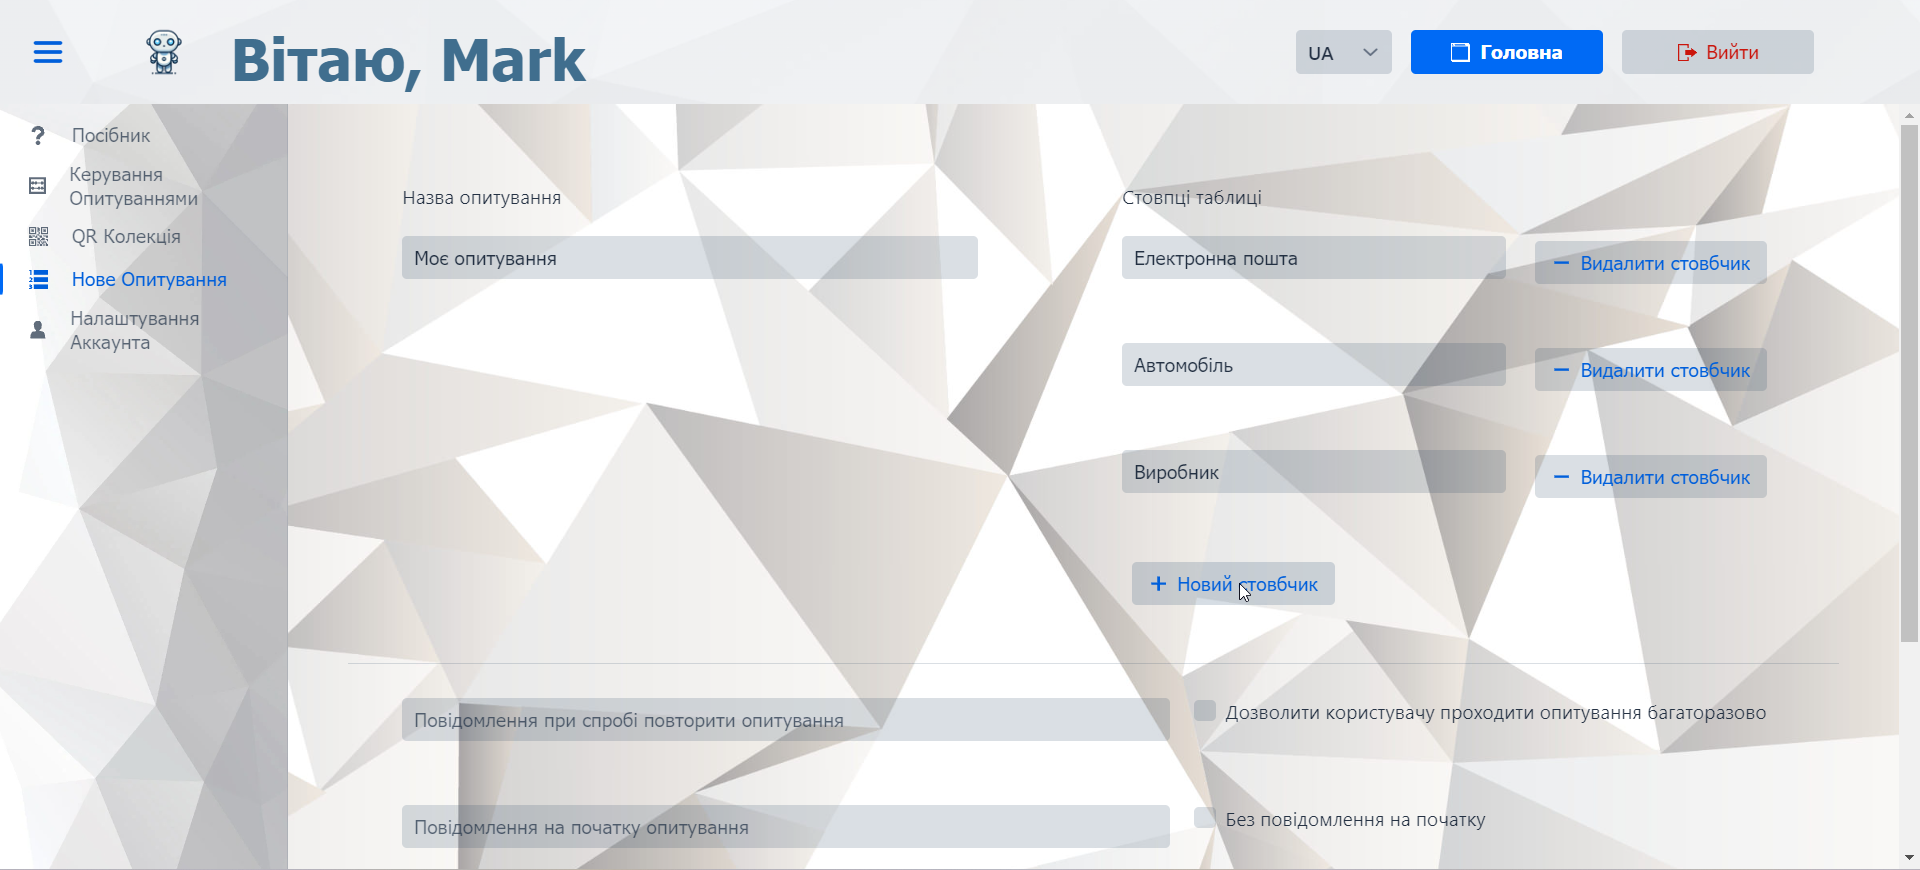 Вітаю, Mark
UA
Головна
Вийти
? Посібник
Керування
Опитуваннями
QR Колекція
Нове Опитування
Налаштування
Аккаунта
Назва опитування
Моє опитування
Стовпці таблиці
Електронна пошта
− Видалити стовбчик
Автомобіль
− Видалити стовбчик
Виробник
− Видалити стовбчик
+ Новий стовбчик
Повідомлення при спробі повторити опитування
Дозволити користувачу проходити опитування багаторазово
Повідомлення на початку опитування
Без повідомлення на початку